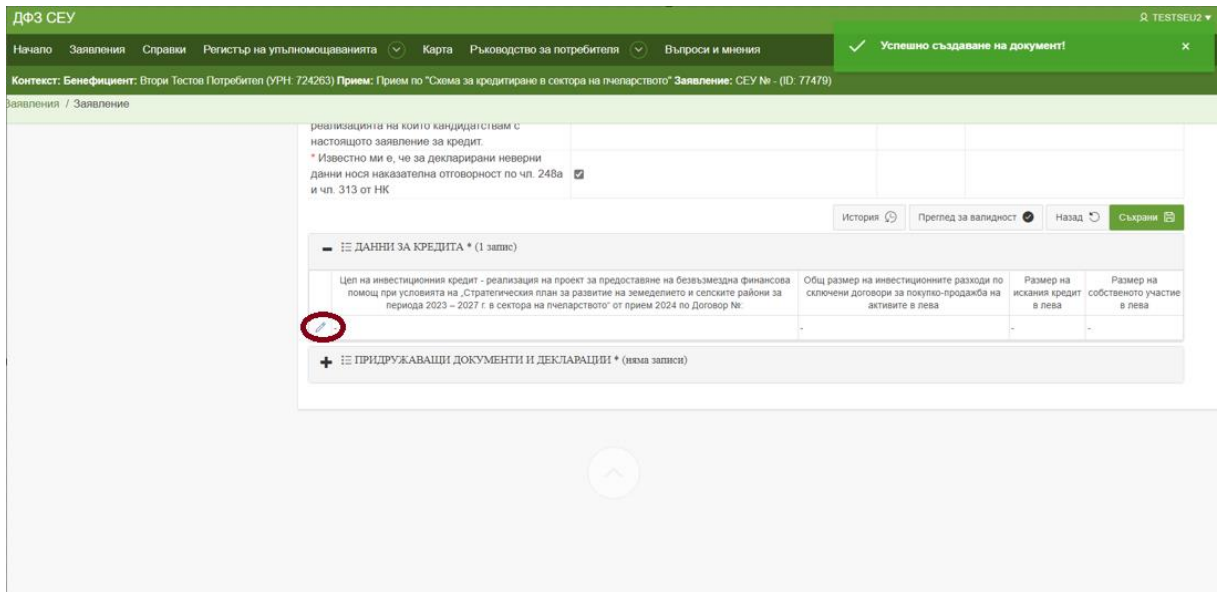 ДФЗ СЕУ
TESTSEU2
Начало Заявления Справки Регистър на упълномощаванията Карта Ръководство за потребителя Въпроси и мнения
Успешно създаване на документ!
Контекст: Бенефициент: Втори Тестов Потребител (УРН: 724263) Прием: Прием по "Схема за кредитиране в сектора на пчеларството" Заявление: СЕУ № - (ID: 77479)
Заявления / Заявление
реализацията на които кандидатствам с
настоящото заявление за кредит.
* Известно ми е, че за декларирани неверни
данни нося наказателна отговорност по чл. 248а
и чл. 313 от НК
История Преглед за валидност Назад Съхрани
ДАННИ ЗА КРЕДИТА * (1 запис)
Цел на инвестиционния кредит - реализация на проект за предоставяне на безвъзмездна финансова
помощ при условията на „Стратегическия план за развитие на земеделието и селските райони за
периода 2023 – 2027 г. в сектора на пчеларството" от прием 2024 по Договор №:
Общ размер на инвестиционните разходи по
сключени договори за покупко-продажба на
активите в лева
Размер на
искания кредит
в лева
Размер на
собственото участие
в лева
- - - -
ПРИДРУЖАВАЩИ ДОКУМЕНТИ И ДЕКЛАРАЦИИ * (няма записи)